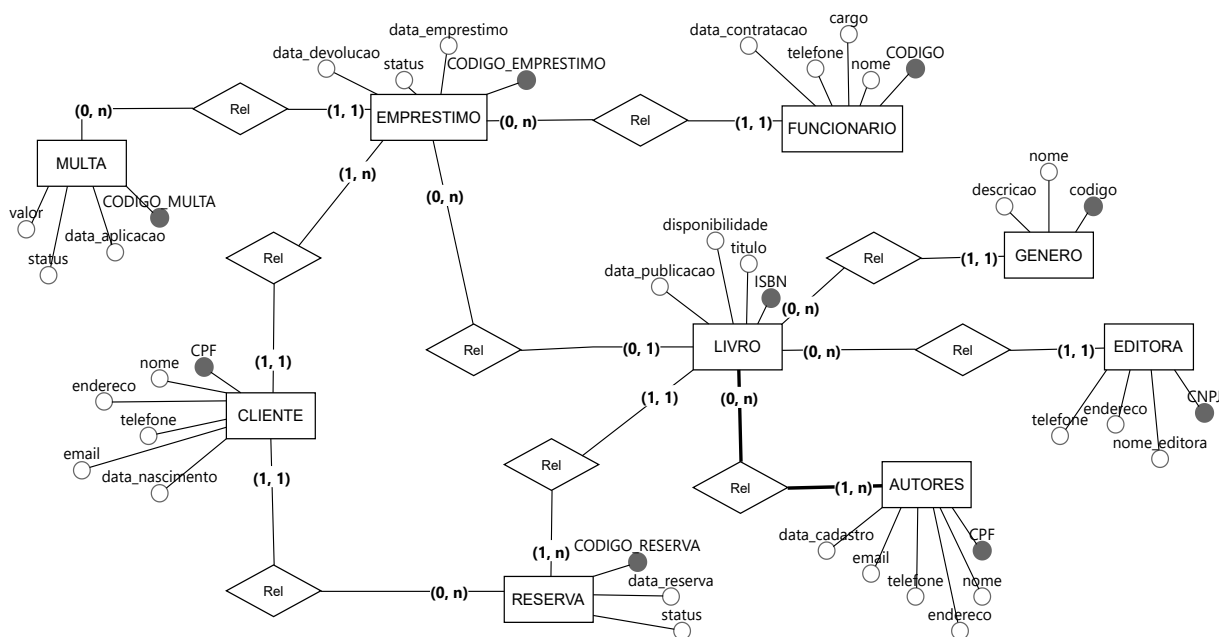 data_emprestimo
data_devolucao
status
CODIGO_EMPRESTIMO
EMPRESTIMO
(0, n)
Rel
(1, 1)
(0, n)
Rel
(1, 1)
data_contratacao
cargo
telefone
nome
CODIGO
FUNCIONARIO
MULTA
CODIGO_MULTA
valor
data_aplicacao
status
(1, n)
(0, n)
Rel
nome
descricao
codigo
GENERO
disponibilidade
titulo
data_publicacao
ISBN
(0, n)
Rel
(1, 1)
LIVRO
Rel
(0, 1)
(0, n)
Rel
(1, 1)
EDITORA
CNPJ
endereco
telefone
nome_editora
(1, 1)
CPF
nome
endereco
telefone
email
data_nascimento
CLIENTE
(1, 1)
(1, 1)
(0, n)
Rel
Rel
(1, n)
AUTORES
data_cadastro
email
telefone
CPF
nome
endereco
(1, n)
CODIGO_RESERVA
data_reserva
status
RESERVA
Rel
(0, n)